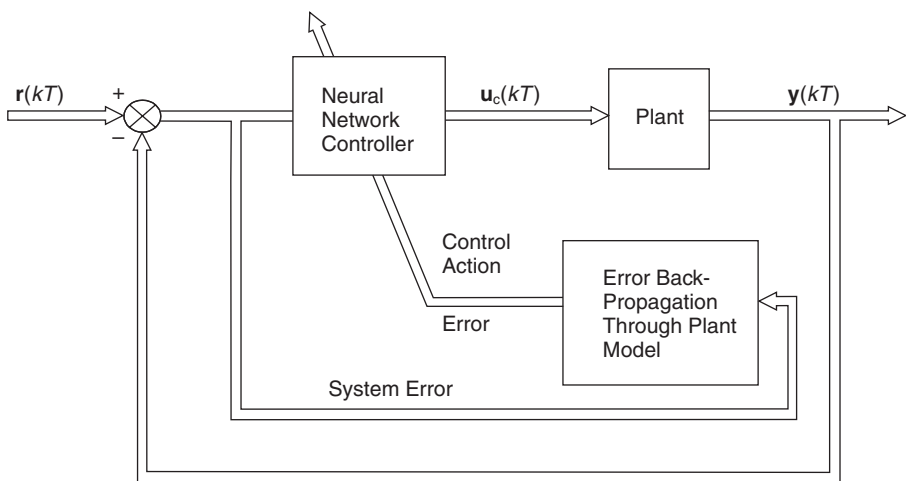 r(kT)
+
−
Neural
Network
Controller
u_c(kT)
Plant
y(kT)
Control
Action
Error
Error Back-
Propagation
Through Plant
Model
System Error